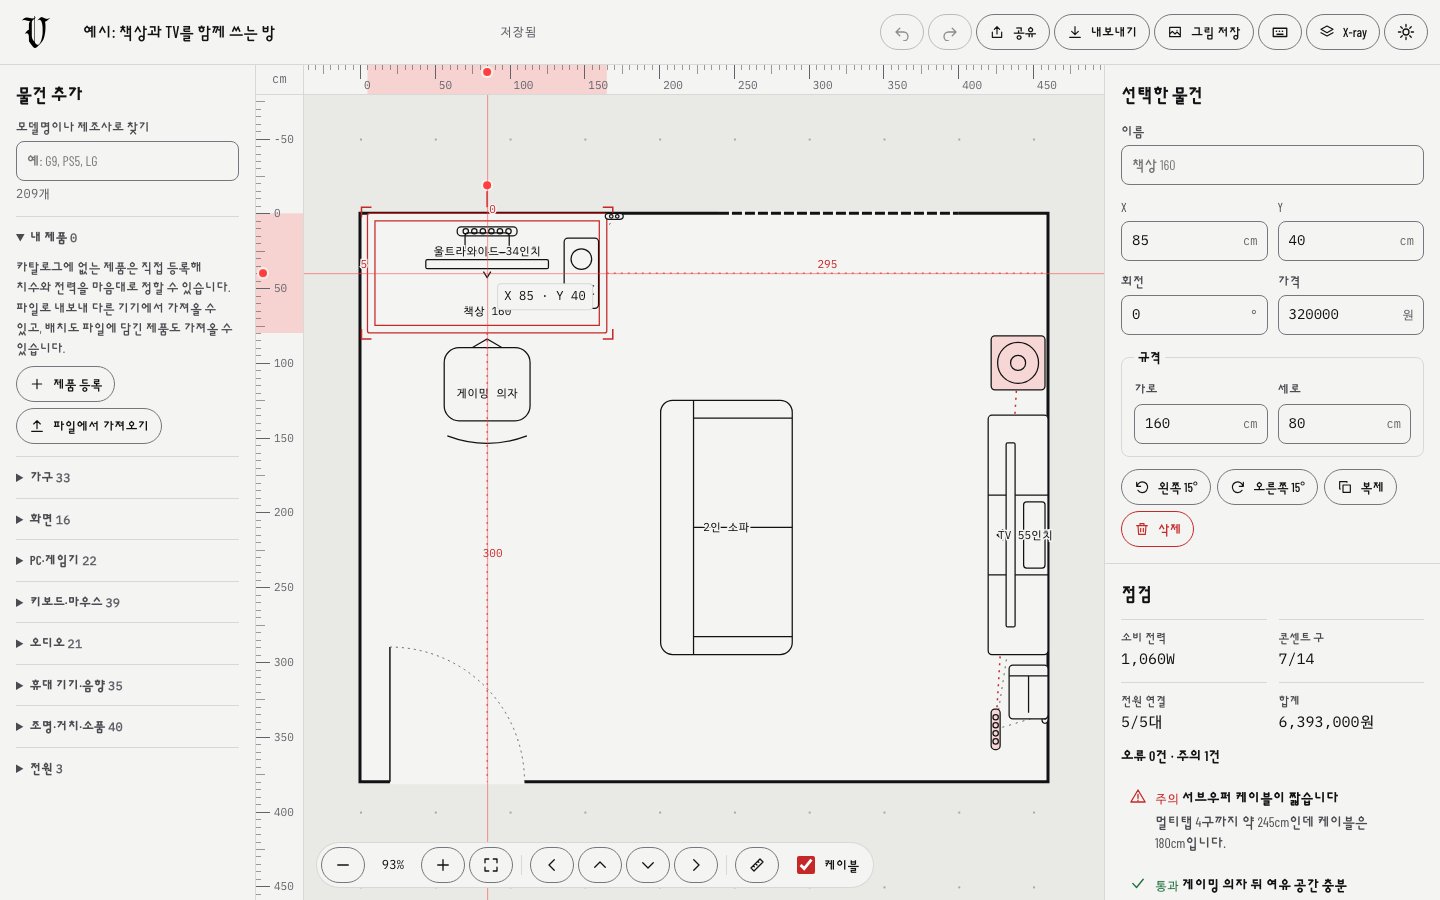 예시: 책상과 TV를 함께 쓰는 방
저장됨
공유
내보내기
그림 저장
X-ray
물건 추가
모델명이나 제조사로 찾기
예: G9, PS5, LG
209개
내 제품 0
카탈로그에 없는 제품은 직접 등록해
치수와 전력을 마음대로 정할 수 있습니다.
파일로 내보내 다른 기기에서 가져올 수
있고, 배치도 파일에 담긴 제품도 가져올 수
있습니다.
제품 등록
파일에서 가져오기
가구 33
화면 16
PC·게임기 22
키보드·마우스 39
오디오 21
휴대 기기·음향 35
조명·거치·소품 40
전원 3
cm
0 50 100 150 200 250 300 350 400 450
-50
0
50
100
150
200
250
300
350
400
450
0
울트라와이드—34인치
5
295
X 85 · Y 40
책상 160
게이밍 의자
2인 소파
TV 55인치
300
93%
케이블
선택한 물건
이름
책상 160
X
Y
85 cm
40 cm
회전
가격
0 °
320000 원
규격
가로
세로
160 cm
80 cm
왼쪽 15°
오른쪽 15°
복제
삭제
점검
소비 전력
콘센트 구
1,060W
7/14
전원 연결
합계
5/5대
6,393,000원
오류 0건 · 주의 1건
주의 서브우퍼 케이블이 짧습니다
멀티탭 4구까지 약 245cm인데 케이블은
180cm입니다.
통과 게이밍 의자 뒤 여유 공간 충분